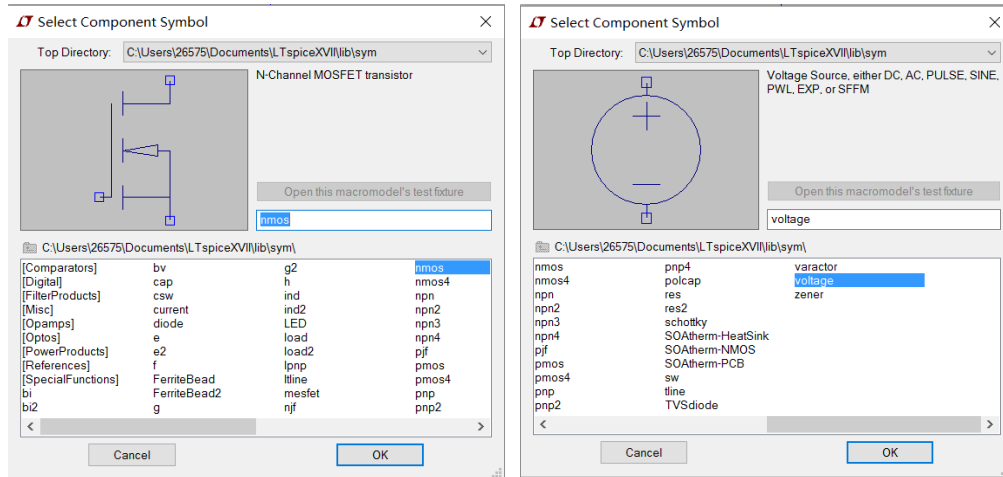 Select Component Symbol
Top Directory: C:\Users\26575\Documents\LTspiceXVII\lib\sym
N-Channel MOSFET transistor
Open this macromodel's test fixture
nmos
C:\Users\26575\Documents\LTspiceXVII\lib\sym\
[Comparators] bv g2 nmos
[Digital] cap h nmos4
[FilterProducts] csw ind npn
[Misc] current ind2 npn2
[Opamps] diode LED npn3
[Optos] e load npn4
[PowerProducts] e2 load2 pjf
[References] f lpnp pmos
[SpecialFunctions] FerriteBead ltline pmos4
bi FerriteBead2 mesfet pnp
bi2 g njf pnp2
Cancel OK
Select Component Symbol
Top Directory: C:\Users\26575\Documents\LTspiceXVII\lib\sym
Voltage Source, either DC, AC, PULSE, SINE,
PWL, EXP, or SFFM
Open this macromodel's test fixture
voltage
C:\Users\26575\Documents\LTspiceXVII\lib\sym\
nmos pnp4 varactor
nmos4 polcap voltage
npn res zener
npn2 res2
npn3 schottky
npn4 SOAtherm-HeatSink
pjf SOAtherm-NMOS
pmos SOAtherm-PCB
pmos4 sw
pnp tline
pnp2 TVSdiode
Cancel OK